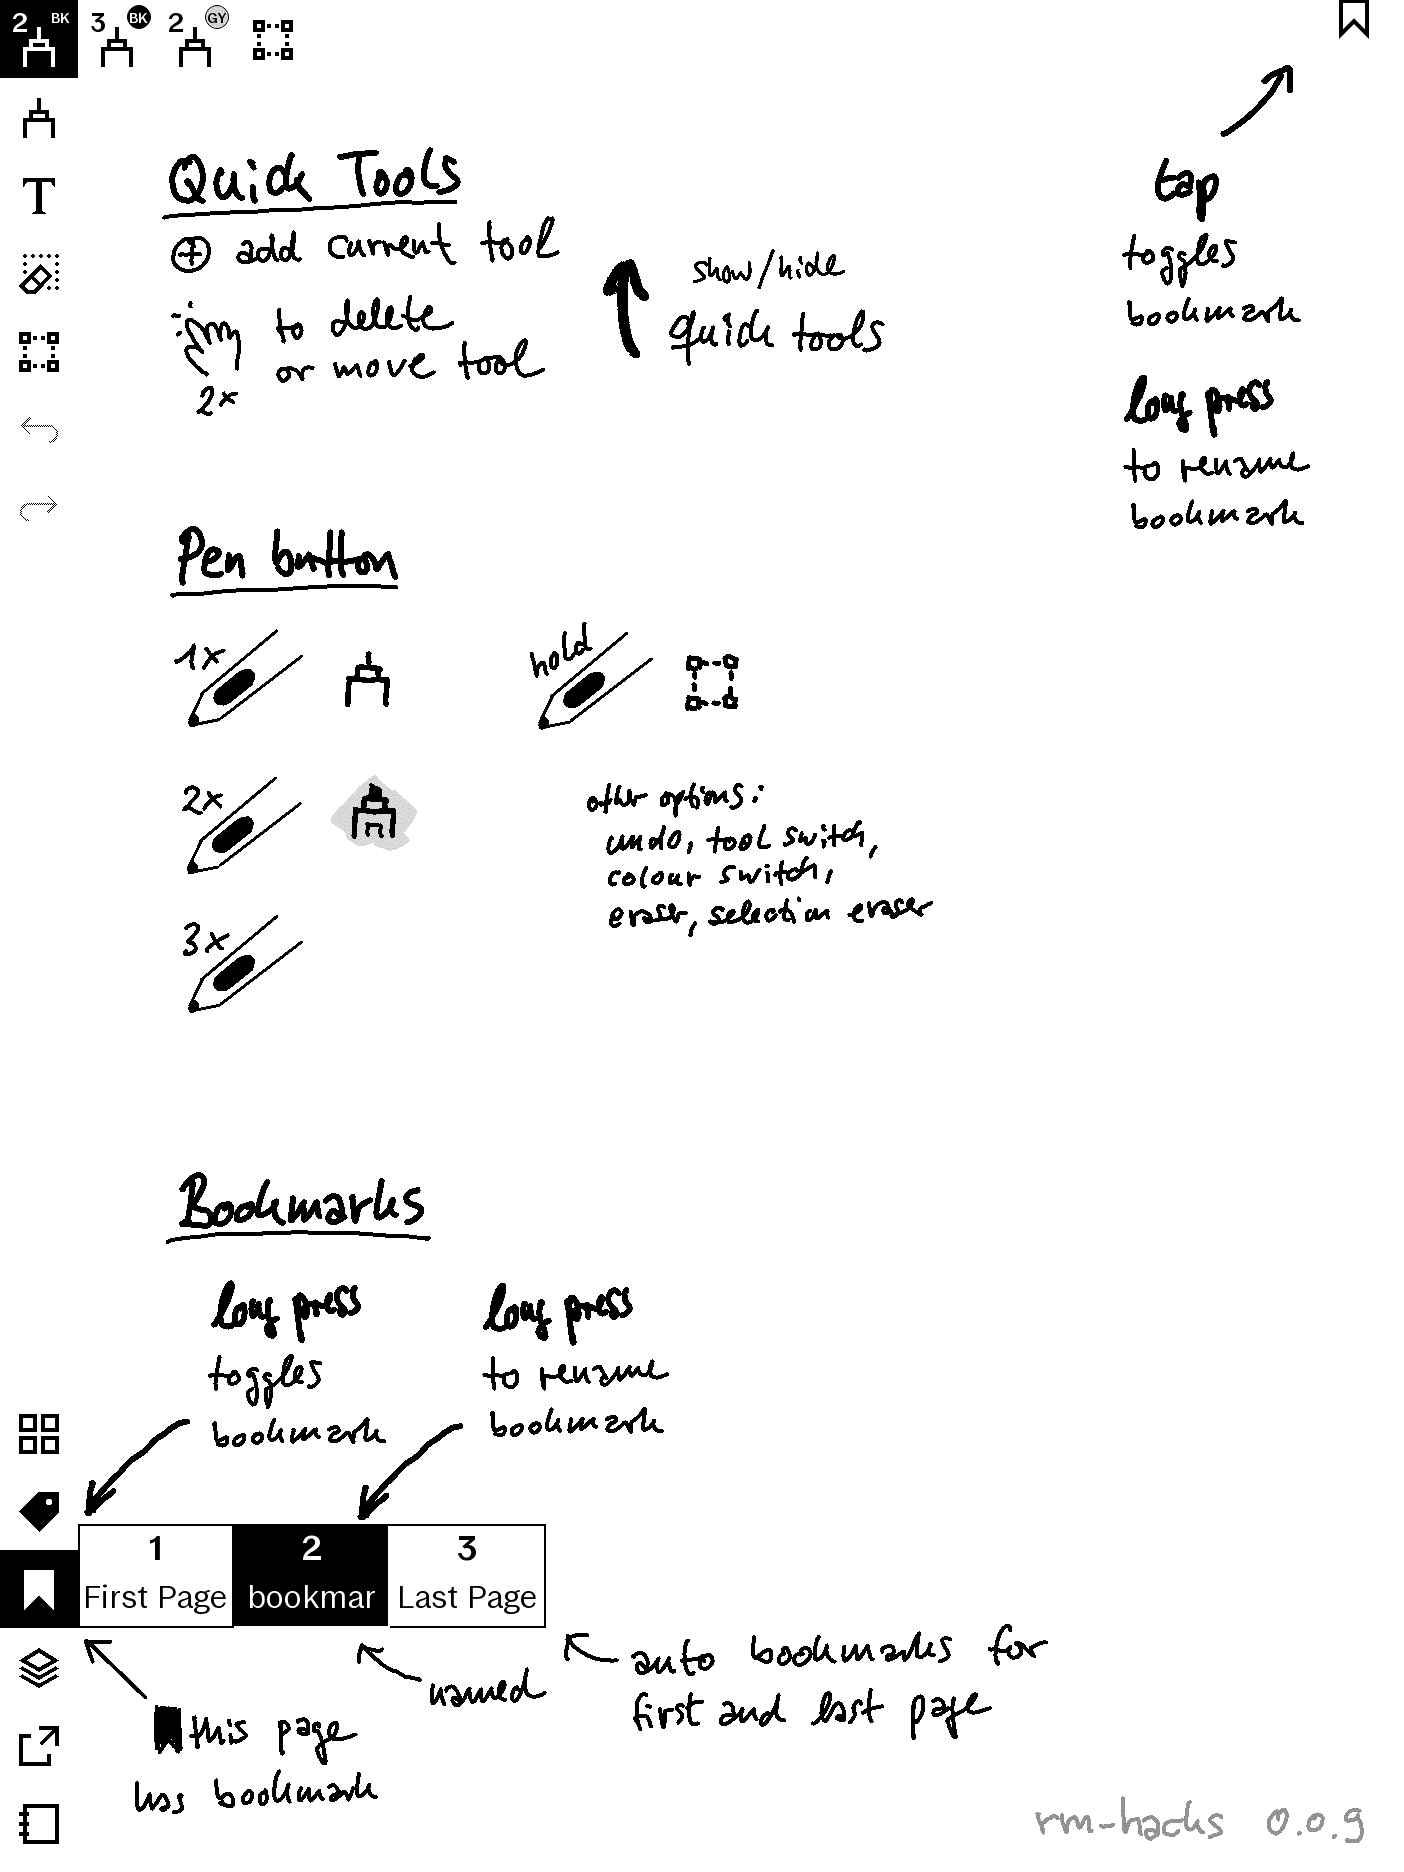 2 BK 3 BK 2 GY
Quick Tools
add current tool
to delete
or move tool
2x
show/hide
quick tools
tap
toggles
bookmark
long press
to rename
bookmark
T
Pen button
1x
hold
2x
other options:
undo, tool switch,
colour switch,
eraser, selection eraser
3x
Bookmarks
long press
toggles
bookmark
long press
to rename
bookmark
1 2 3
First Page bookmar Last Page
this page
has bookmark
named
auto bookmarks for
first and last page
rm-hacks 0.0.9